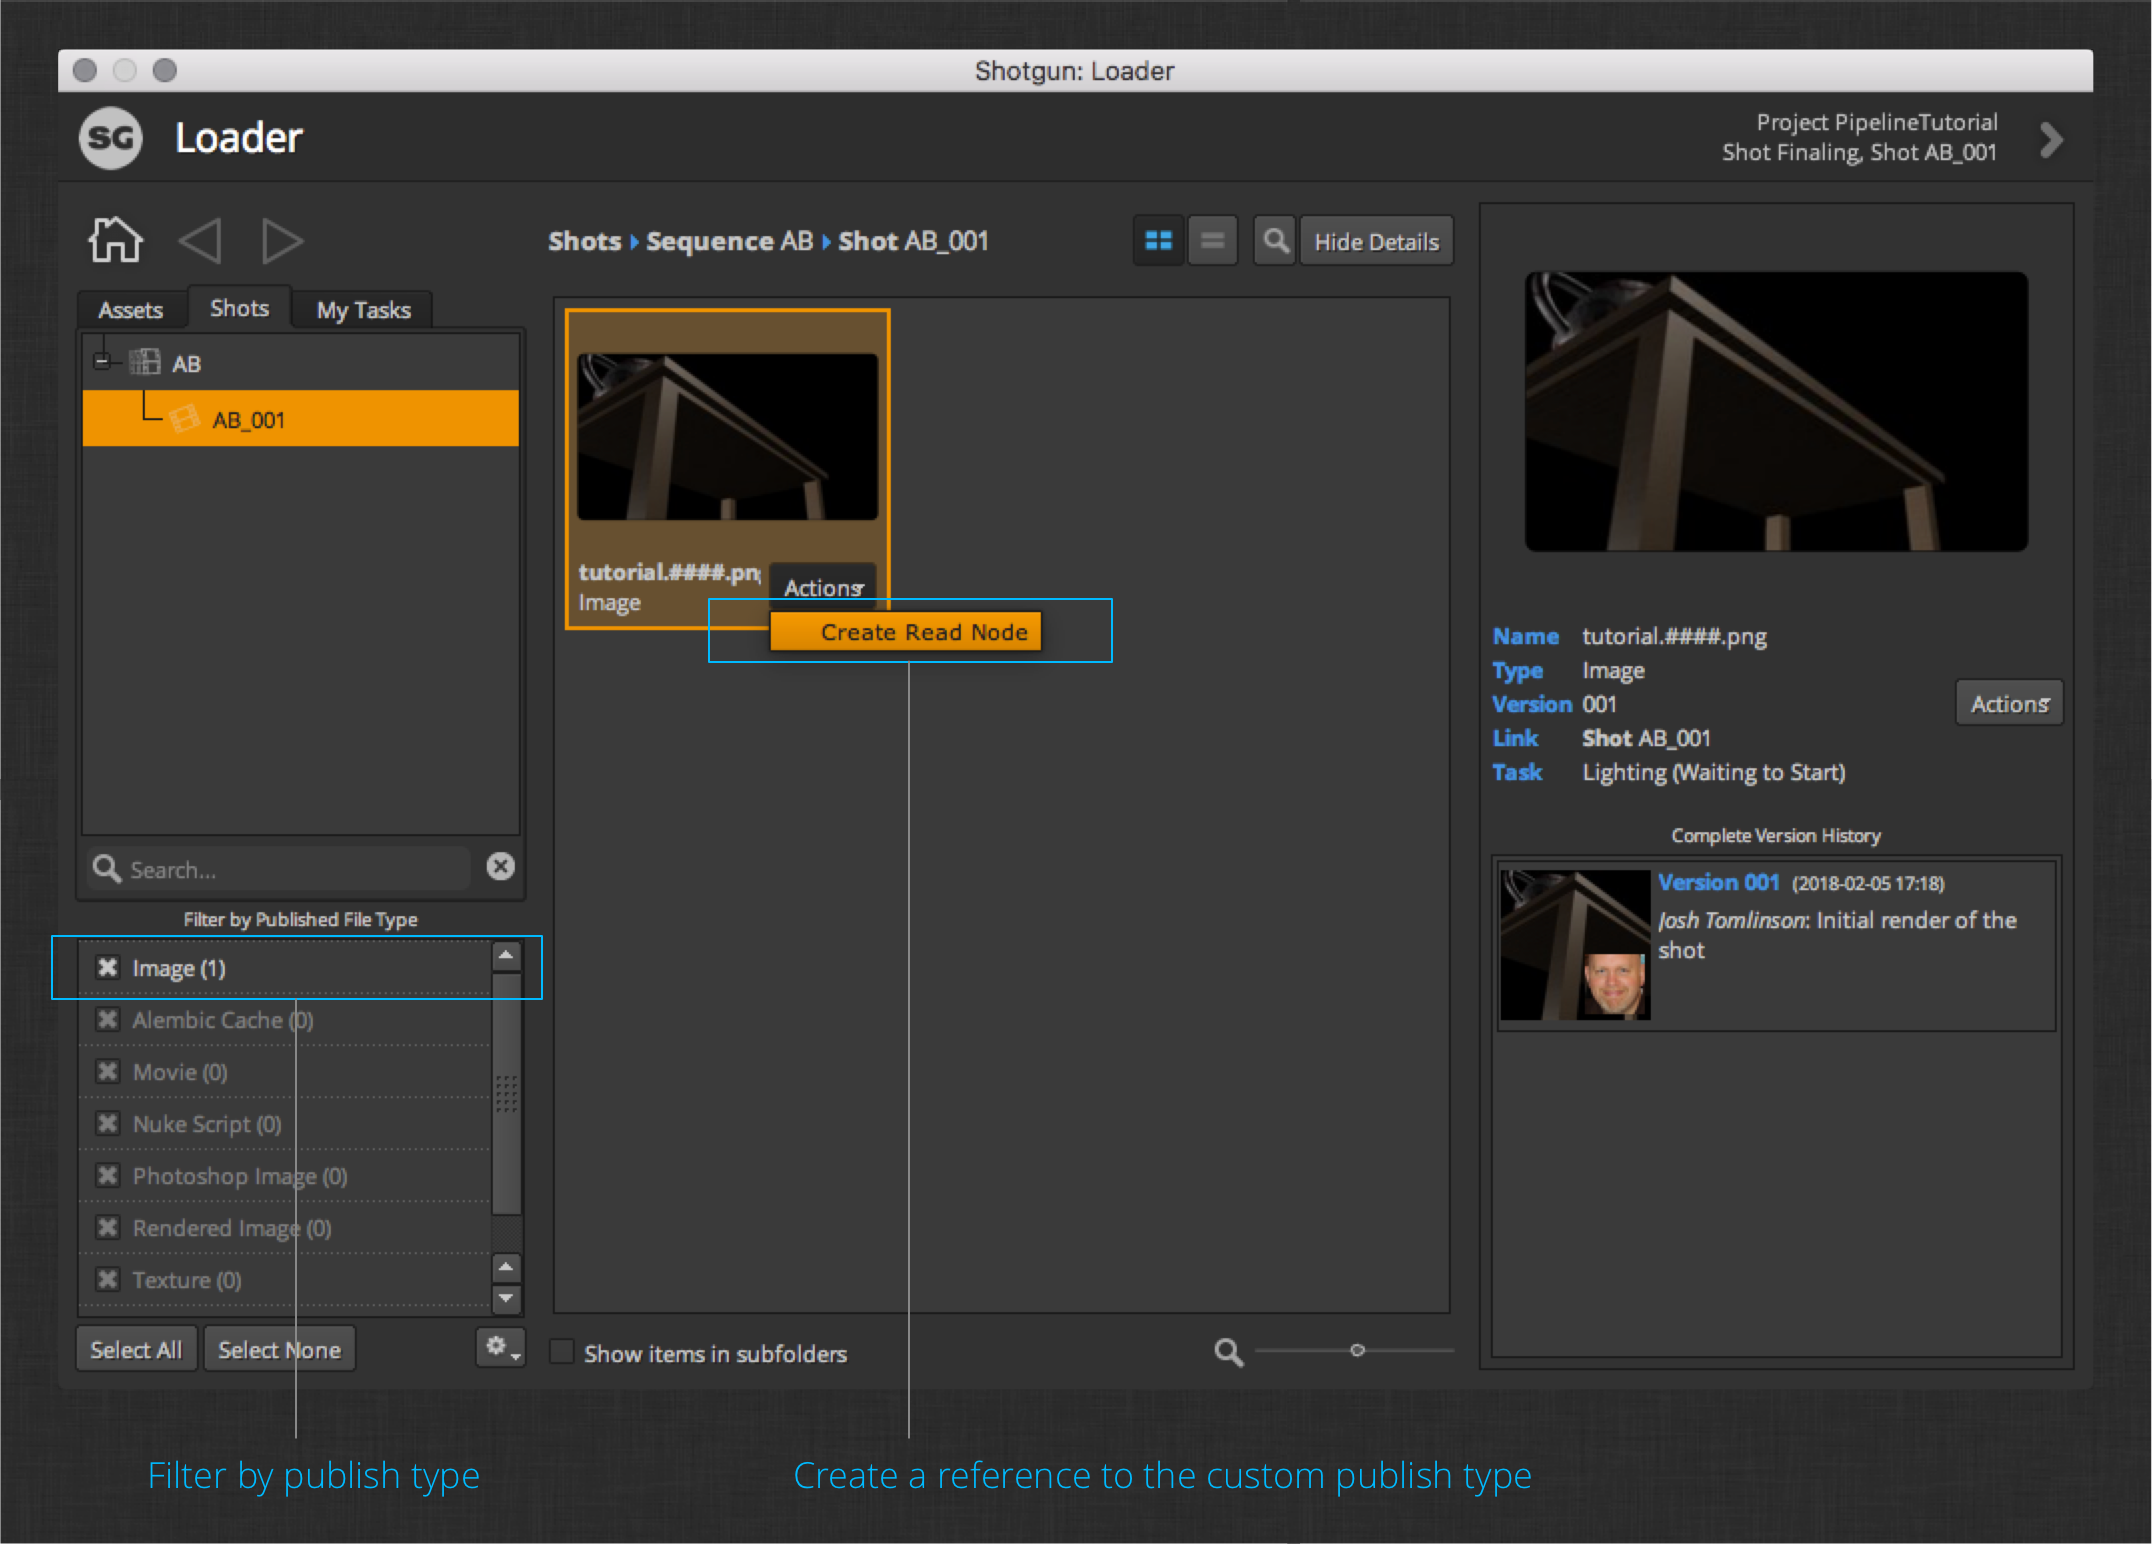 Shotgun: Loader
SG Loader
Project PipelineTutorial
Shot Finaling, Shot AB_001
Shots Sequence AB Shot AB_001
Hide Details
Assets
Shots
My Tasks
AB
AB_001
Search...
Filter by Published File Type
Image (1)
Alembic Cache (0)
Movie (0)
Nuke Script (0)
Photoshop Image (0)
Rendered Image (0)
Texture (0)
Select All
Select None
tutorial.####.pn
Image
Actions
Create Read Node
Show items in subfolders
Name tutorial.####.png
Type Image
Version 001
Link Shot AB_001
Task Lighting (Waiting to Start)
Actions
Complete Version History
Version 001 (2018-02-05 17:18)
Josh Tomlinson: Initial render of the
shot
Filter by publish type
Create a reference to the custom publish type